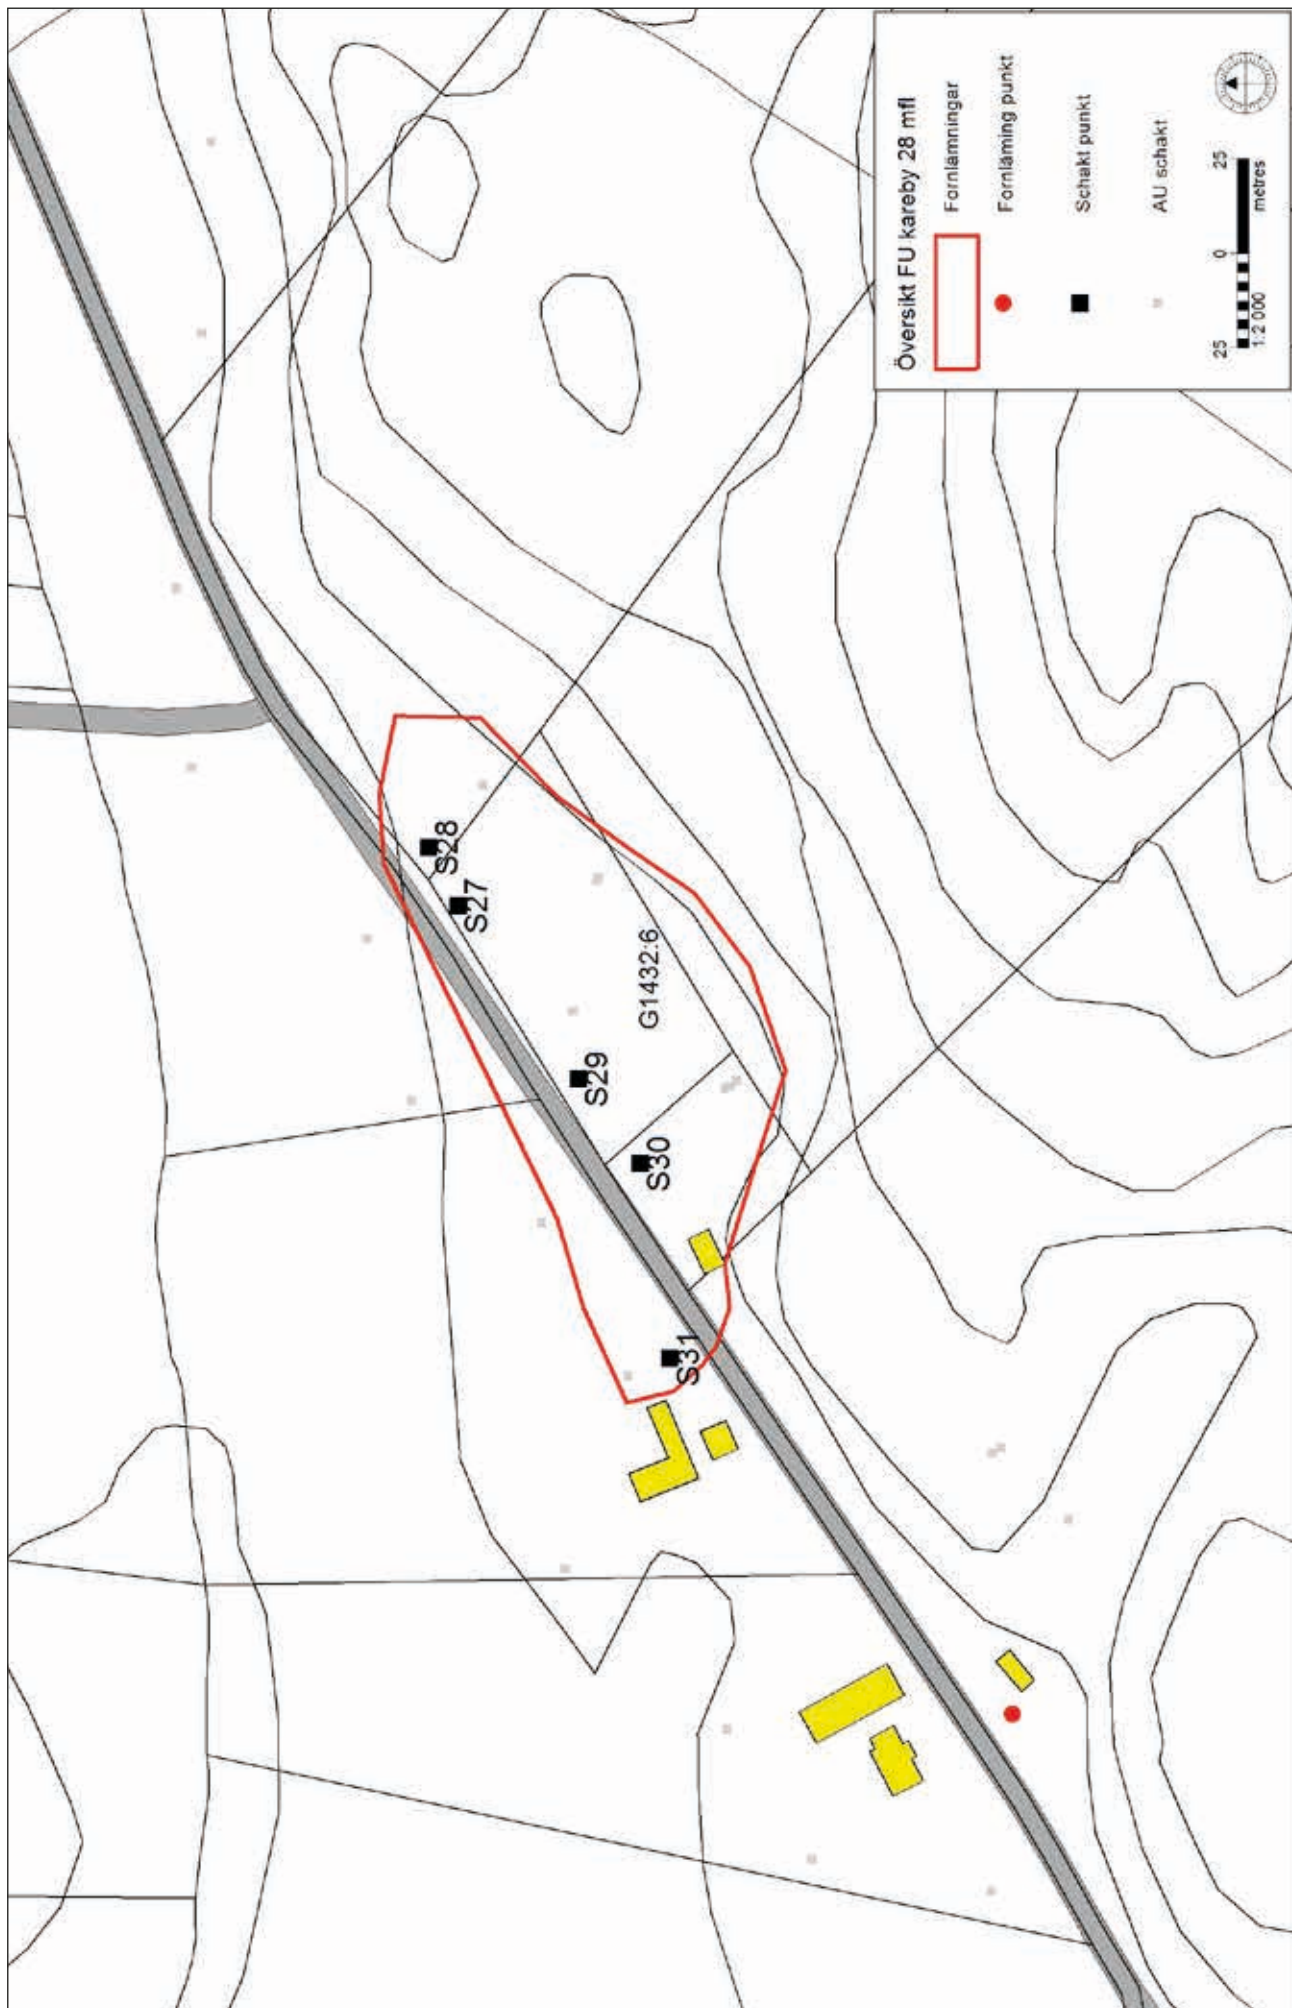 Översikt FU kareby 28 mfl
Fornlämningar
Fornläming punkt
Schakt punkt
AU schakt
25 0 25
1:2 000 metres
S28
S27
G1432:6
S29
S30
S31